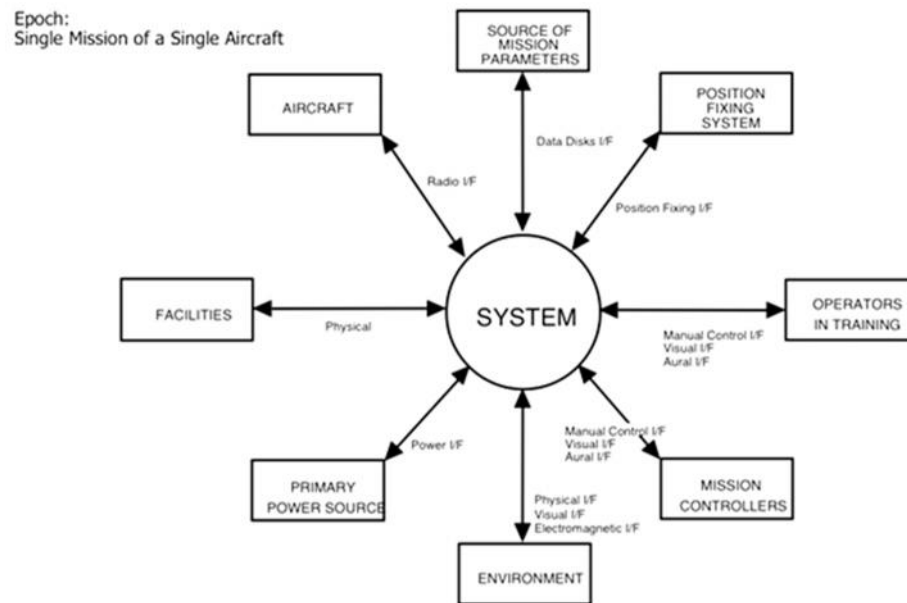 Epoch:
Single Mission of a Single Aircraft
SOURCE OF
MISSION
PARAMETERS
AIRCRAFT
POSITION
FIXING
SYSTEM
Data Disks I/F
Radio I/F
Position Fixing I/F
FACILITIES
Physical
SYSTEM
OPERATORS
IN TRAINING
Manual Control I/F
Visual I/F
Aural I/F
Power I/F
Manual Control I/F
Visual I/F
Aural I/F
PRIMARY
POWER SOURCE
Physical I/F
Visual I/F
Electromagnetic I/F
MISSION
CONTROLLERS
ENVIRONMENT